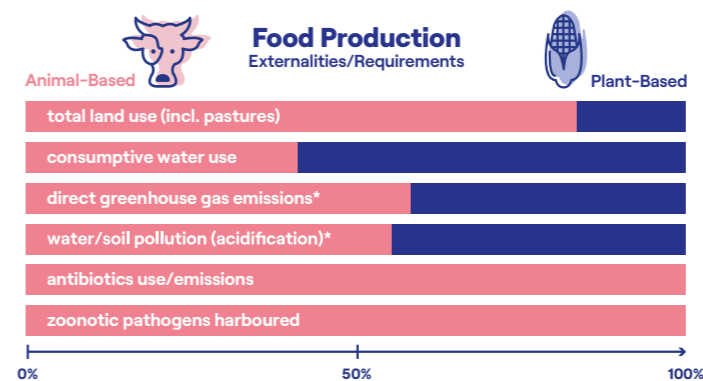 Food Production
Externalities/Requirements
Animal-Based
Plant-Based
total land use (incl. pastures)
consumptive water use
direct greenhouse gas emissions*
water/soil pollution (acidification)*
antibiotics use/emissions
zoonotic pathogens harboured
0%
50%
100%